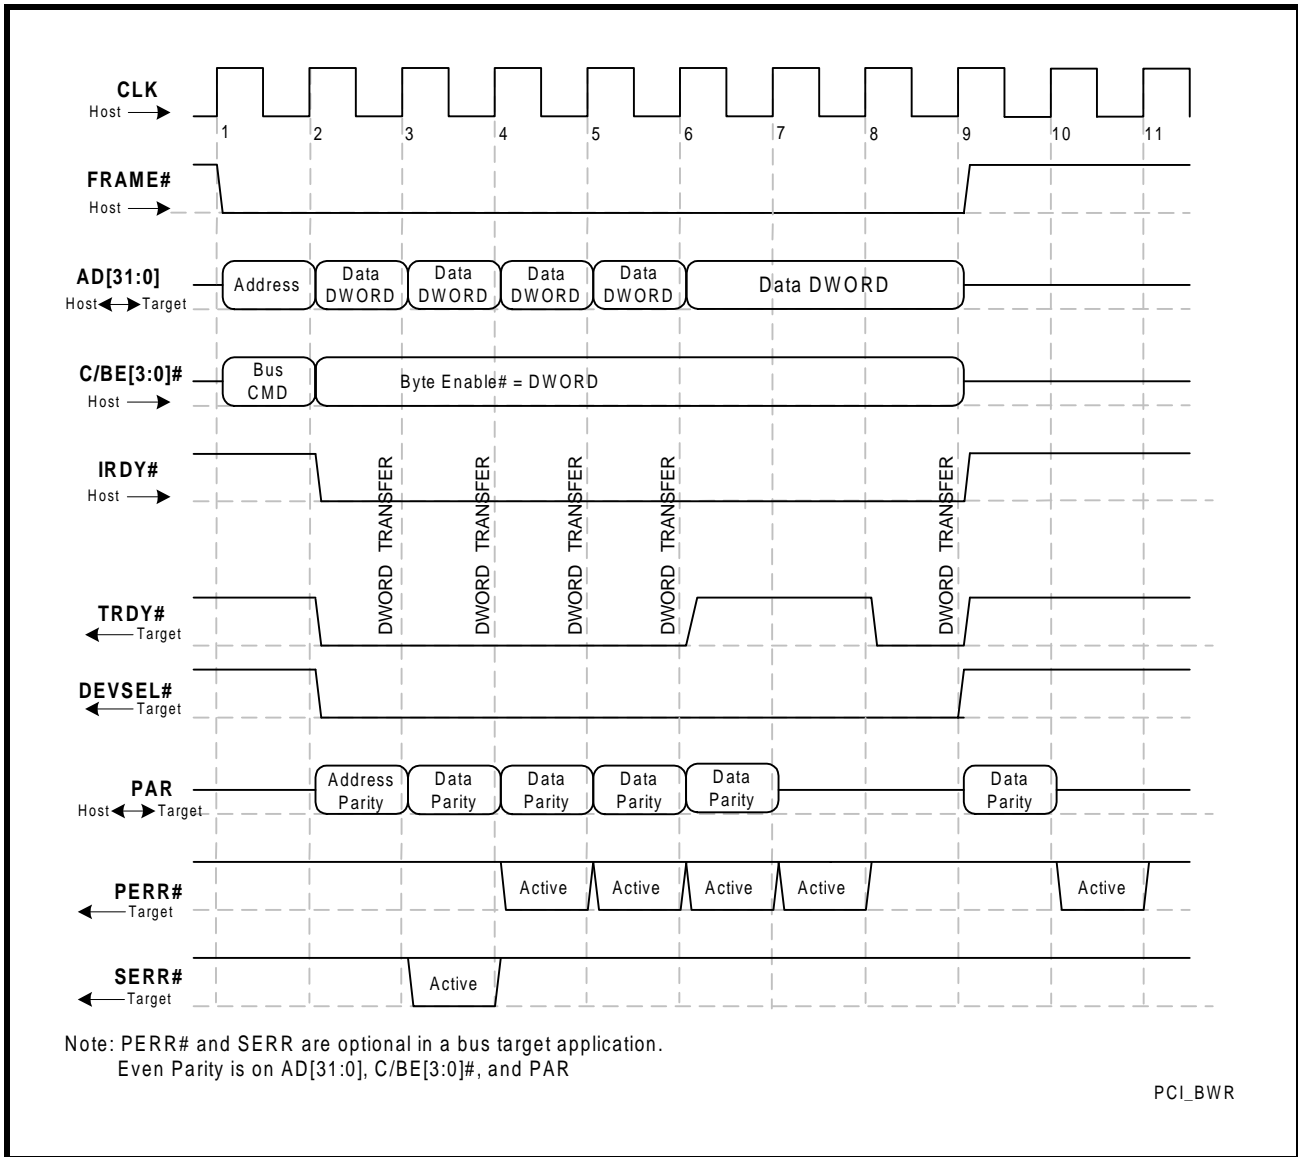 CLK
Host
1 2 3 4 5 6 7 8 9 10 11
FRAME#
Host
AD[31:0]
Host Target
Address
Data
DWORD
Data
DWORD
Data
DWORD
Data
DWORD
Data DWORD
C/BE[3:0]#
Host
Bus
CMD
Byte Enable# = DWORD
IRDY#
Host
DWORD TRANSFER
DWORD TRANSFER
DWORD TRANSFER
DWORD TRANSFER
DWORD TRANSFER
TRDY#
Target
DEVSEL#
Target
PAR
Host Target
Address
Parity
Data
Parity
Data
Parity
Data
Parity
Data
Parity
Data
Parity
PERR#
Target
Active
Active
Active
Active
Active
SERR#
Target
Active
Note: PERR# and SERR are optional in a bus target application.
Even Parity is on AD[31:0], C/BE[3:0]#, and PAR
PCI_BWR